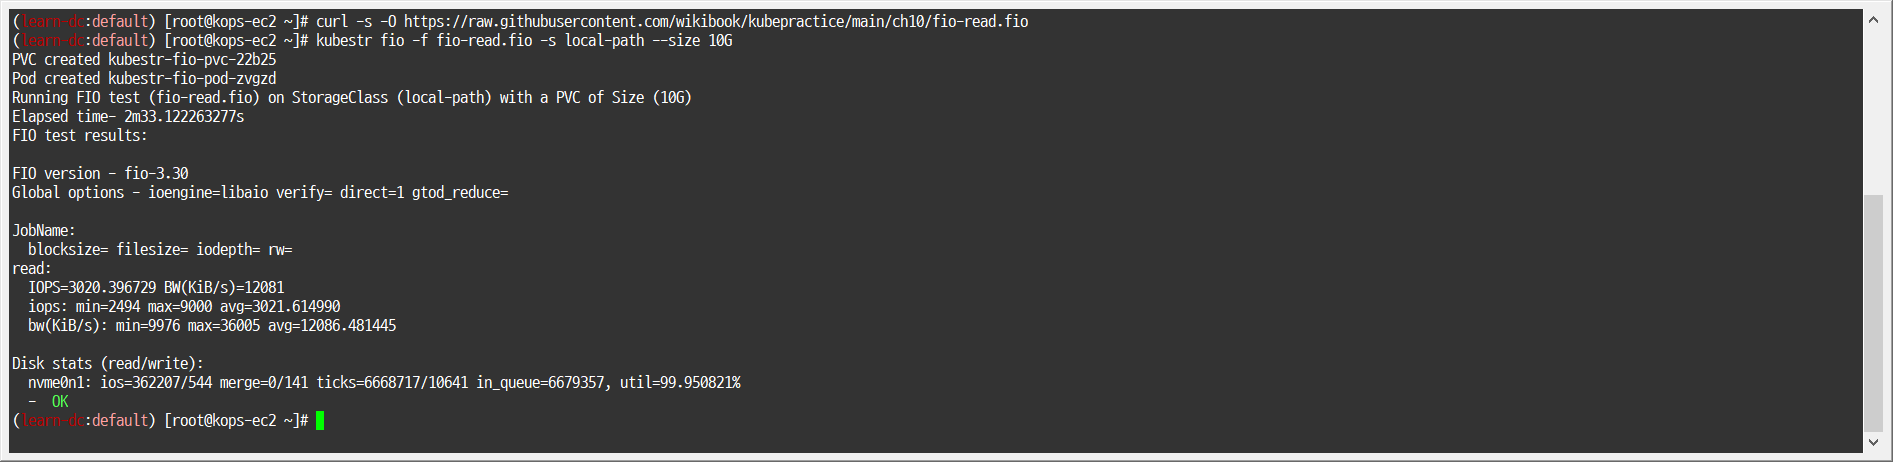 (learn-dc:default) [root@kops-ec2 ~]# curl -s -O https://raw.githubusercontent.com/wikibook/kubepractice/main/ch10/fio-read.fio
(learn-dc:default) [root@kops-ec2 ~]# kubestr fio -f fio-read.fio -s local-path --size 10G
PVC created kubestr-fio-pvc-22b25
Pod created kubestr-fio-pod-zvgzd
Running FIO test (fio-read.fio) on StorageClass (local-path) with a PVC of Size (10G)
Elapsed time- 2m33.122263277s
FIO test results:
FIO version - fio-3.30
Global options - ioengine=libaio verify= direct=1 gtod_reduce=
JobName:
blocksize= filesize= iodepth= rw=
read:
IOPS=3020.396729 BW(KiB/s)=12081
iops: min=2494 max=9000 avg=3021.614990
bw(KiB/s): min=9976 max=36005 avg=12086.481445
Disk stats (read/write):
nvme0n1: ios=362207/544 merge=0/141 ticks=6668717/10641 in_queue=6679357, util=99.950821%
- OK
(learn-dc:default) [root@kops-ec2 ~]#